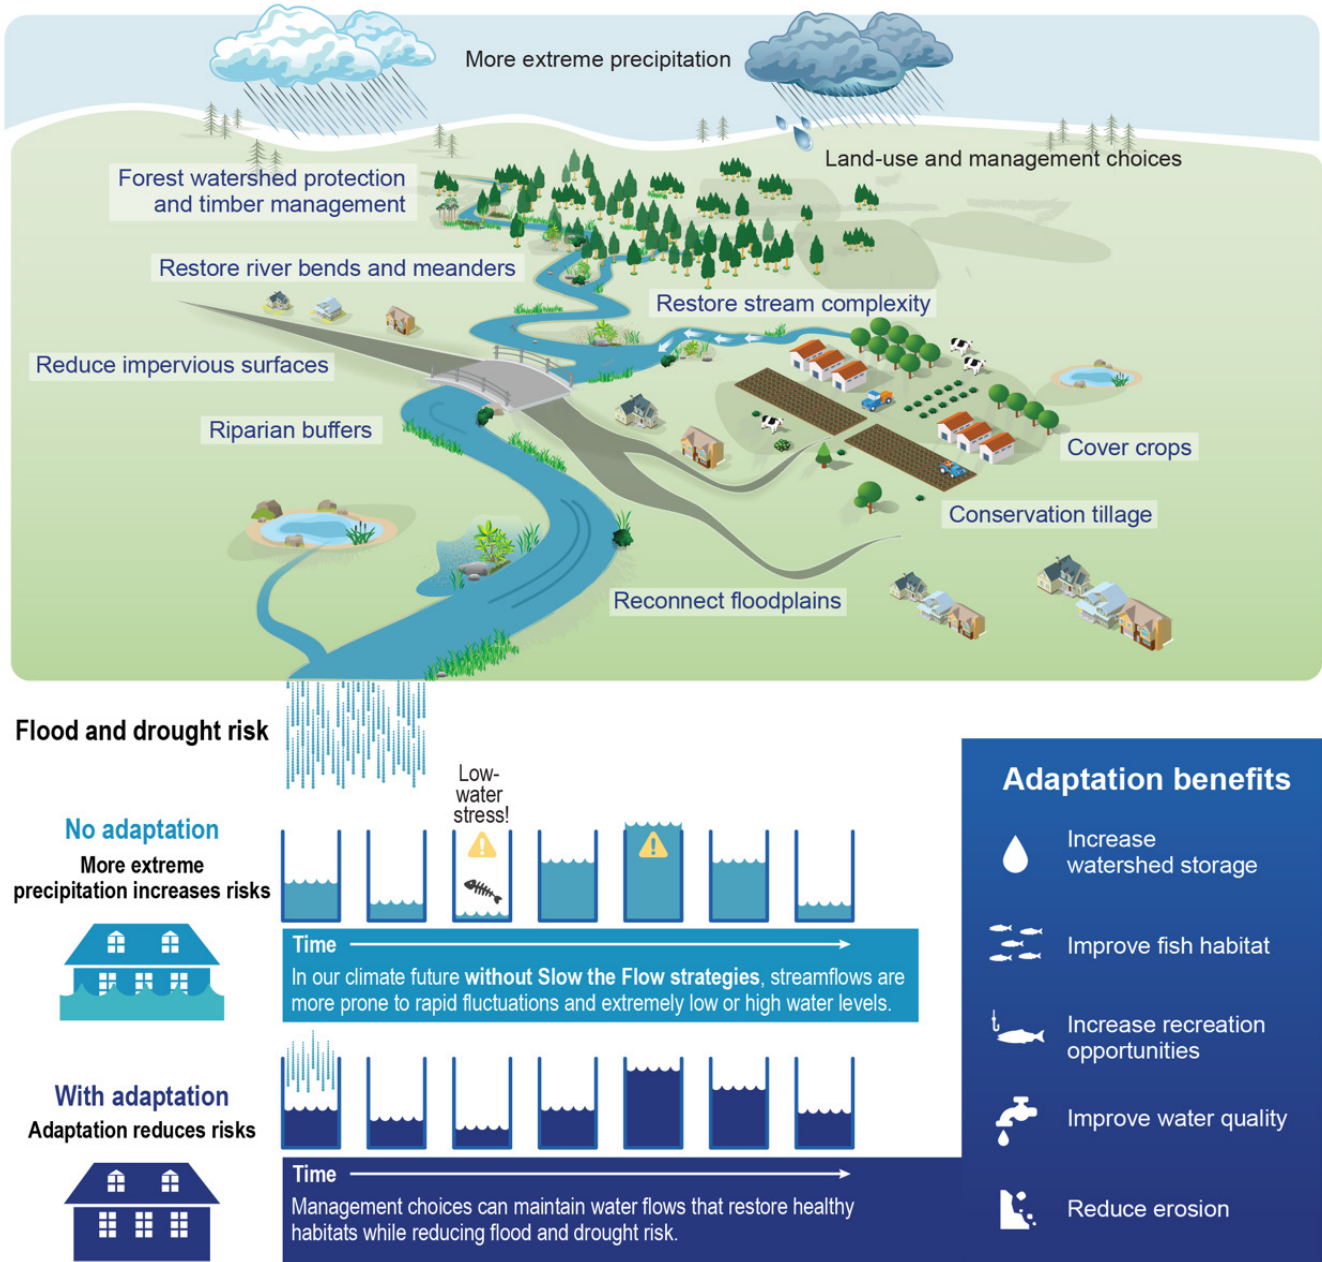 More extreme precipitation
Land-use and management choices
Forest watershed protection
and timber management
Restore river bends and meanders
Restore stream complexity
Reduce impervious surfaces
Riparian buffers
Cover crops
Conservation tillage
Reconnect floodplains
Flood and drought risk
No adaptation
More extreme
precipitation increases risks
Low-
water
stress!
Time
In our climate future without Slow the Flow strategies, streamflows are
more prone to rapid fluctuations and extremely low or high water levels.
With adaptation
Adaptation reduces risks
Time
Management choices can maintain water flows that restore healthy
habitats while reducing flood and drought risk.
Adaptation benefits
Increase
watershed storage
Improve fish habitat
Increase recreation
opportunities
Improve water quality
Reduce erosion